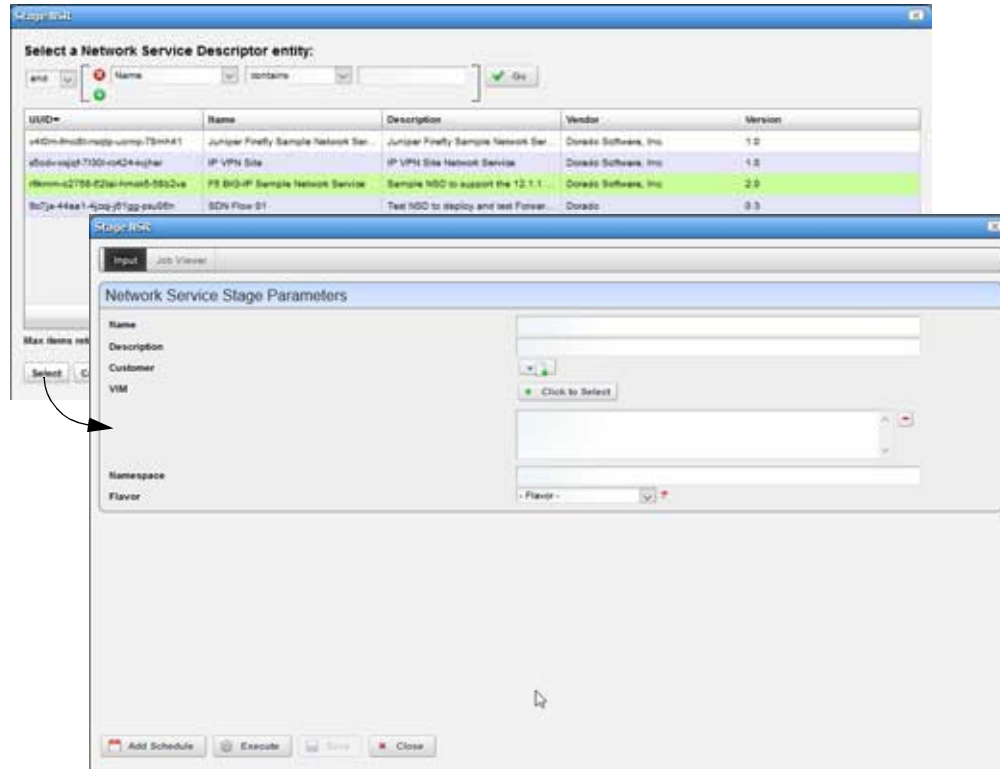 Stage NSR
Select a Network Service Descriptor entity:
and Name contains Go
UUID Name Description Vendor Version
Juniper Firefly Sample Network Ser... Juniper Firefly Sample Network Ser... Dorado Software, Inc. 1.0
IP VPN Site IP VPN Site Network Service Dorado Software, Inc.
F5 BIG-IP Sample Network Service Sample NSD to support the 12.1.1 ... Dorado Software, Inc. 2.0
SDN Flow 01 Test NSD to deploy and test Forwar... Dorado 0.3
Max items ret
Select C
Stage NSR
Input Job Viewer
Network Service Stage Parameters
Name
Description
Customer
VIM
+ Click to Select
Namespace
Flavor - Flavor - *
Add Schedule Execute Save Close